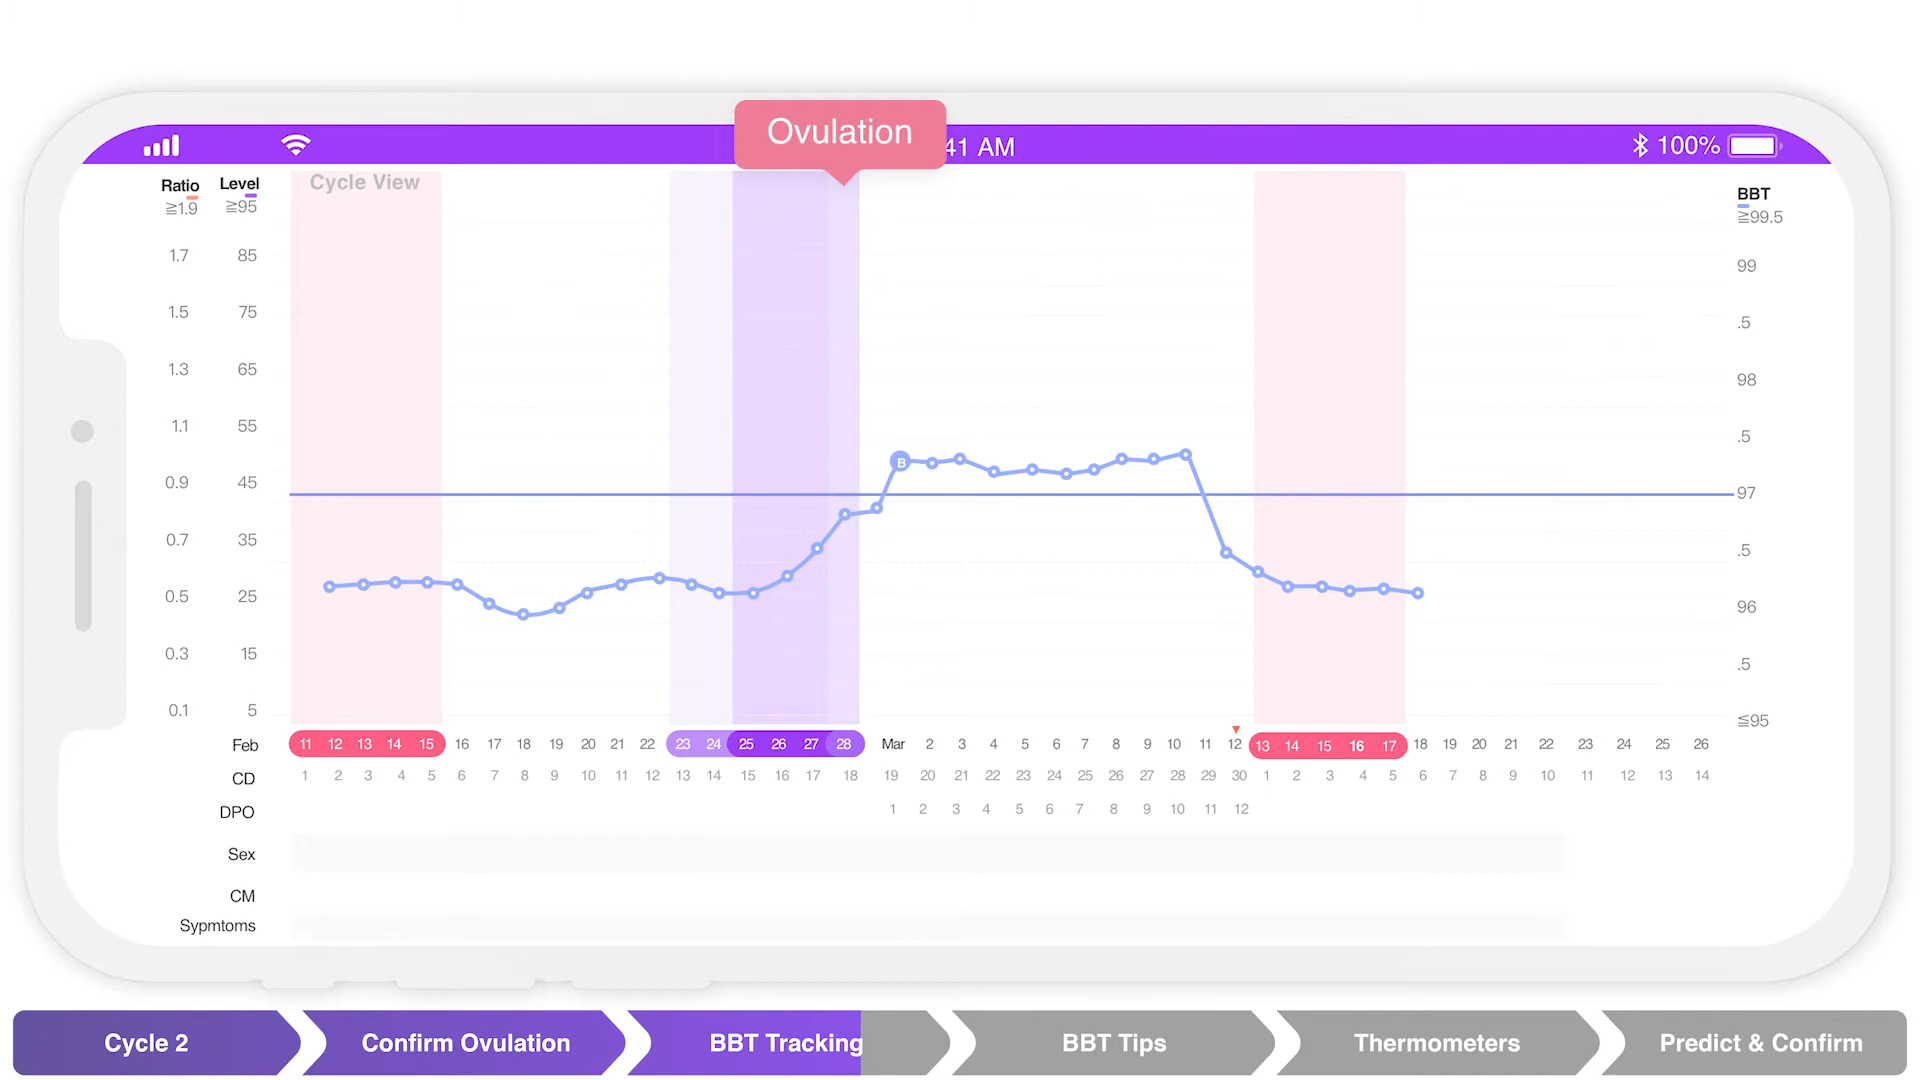 Ovulation
41 AM
100%
Ratio Level Cycle View BBT
≧1.9 ≧95 ≧99.5
1.7 85 99
1.5 75 .5
1.3 65 98
1.1 55 .5
B
0.9 45 97
0.7 35 .5
0.5 25 96
0.3 15 .5
0.1 5 ≦95
Feb 11 12 13 14 15 16 17 18 19 20 21 22 23 24 25 26 27 28 Mar 2 3 4 5 6 7 8 9 10 11 12 13 14 15 16 17 18 19 20 21 22 23 24 25 26
CD 1 2 3 4 5 6 7 8 9 10 11 12 13 14 15 16 17 18 19 20 21 22 23 24 25 26 27 28 29 30 1 2 3 4 5 6 7 8 9 10 11 12 13 14
DPO 1 2 3 4 5 6 7 8 9 10 11 12
Sex
CM
Sypmtoms
Cycle 2 Confirm Ovulation BBT Tracking BBT Tips Thermometers Predict & Confirm